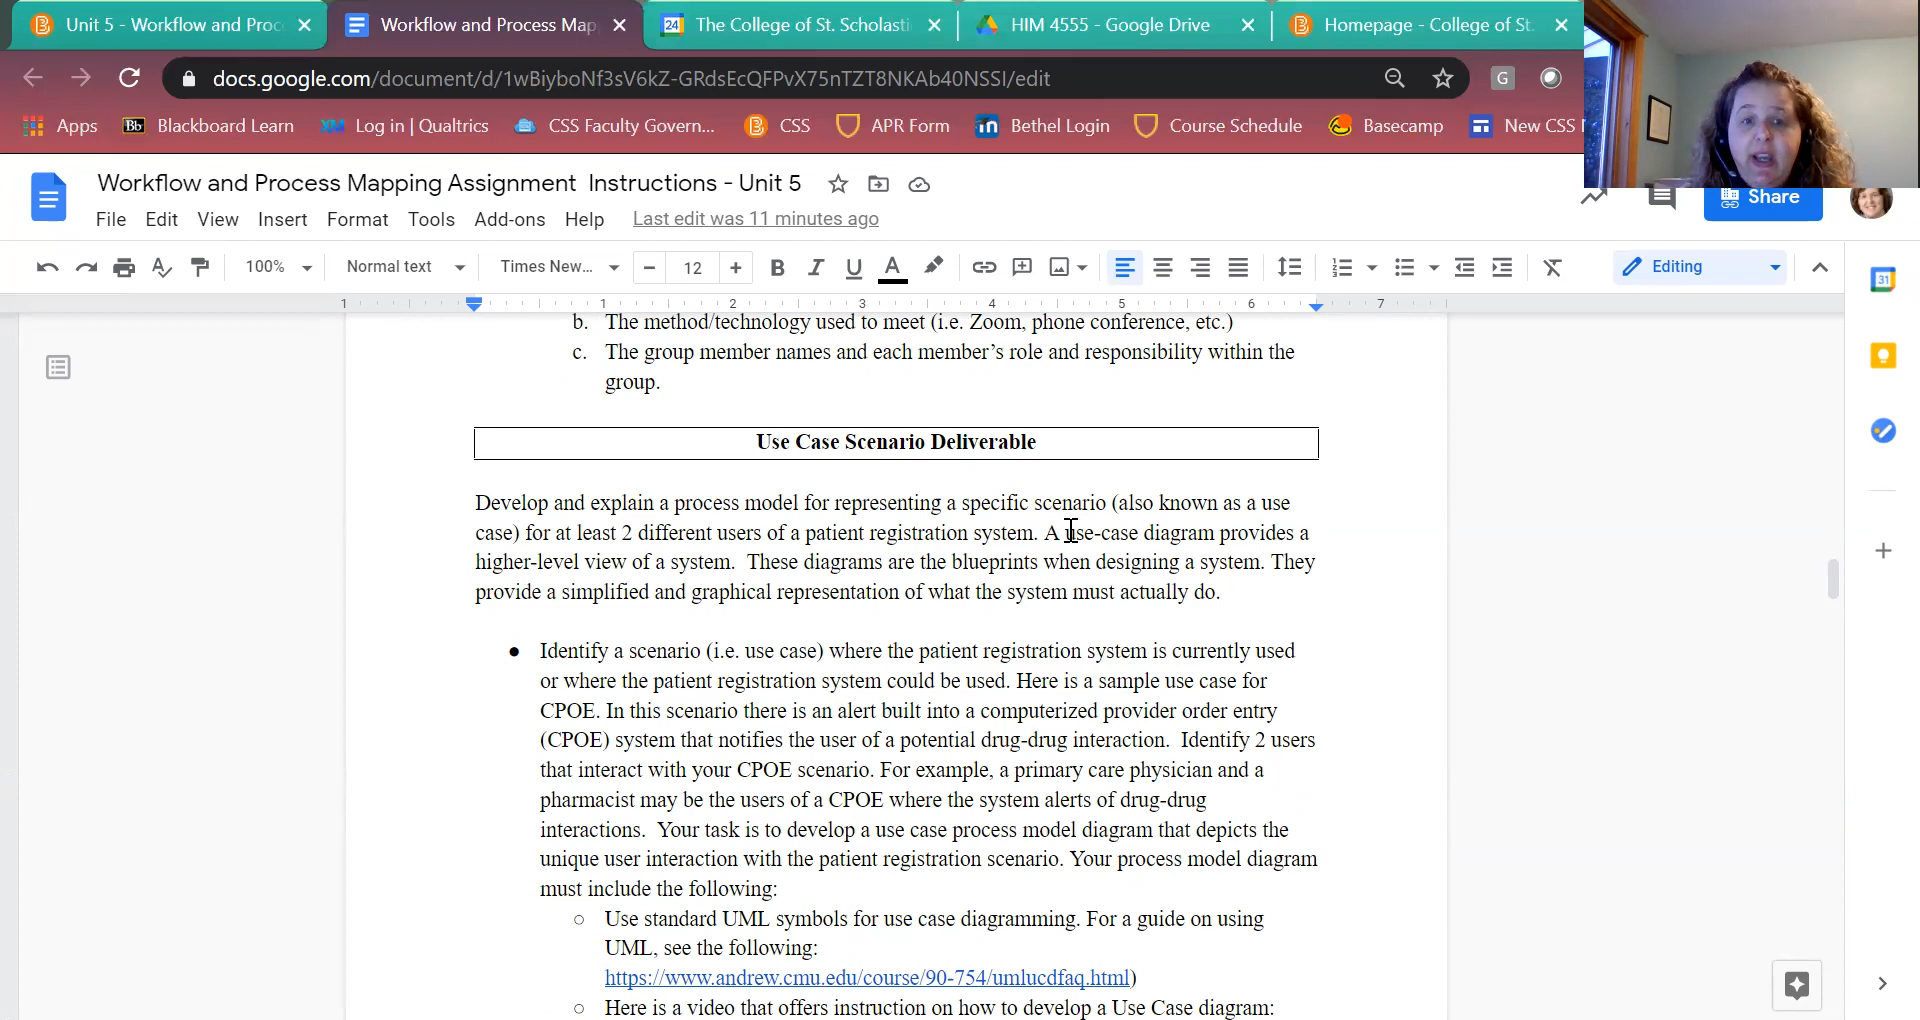 Unit 5 - Workflow and Proc
Workflow and Process Map
24
The College of St. Scholasti
HIM 4555 - Google Drive
Homepage - College of St.
docs.google.com/document/d/1wBiyboNf3sV6kZ-GRdsEcQFPvX75nTZT8NKAb40NSSI/edit
G
Apps
Bb Blackboard Learn
Log in | Qualtrics
CSS Faculty Govern...
CSS
APR Form
in Bethel Login
Course Schedule
Basecamp
New CSS
Workflow and Process Mapping Assignment Instructions - Unit 5
Share
File Edit View Insert Format Tools Add-ons Help Last edit was 11 minutes ago
100% Normal text Times New... 12 B I U A Editing
31
1 1 2 3 4 5 6 7
b. The method/technology used to meet (i.e. Zoom, phone conference, etc.)
c. The group member names and each member's role and responsibility within the
group.
Use Case Scenario Deliverable
Develop and explain a process model for representing a specific scenario (also known as a use
case) for at least 2 different users of a patient registration system. A use-case diagram provides a
higher-level view of a system. These diagrams are the blueprints when designing a system. They
provide a simplified and graphical representation of what the system must actually do.
● Identify a scenario (i.e. use case) where the patient registration system is currently used
or where the patient registration system could be used. Here is a sample use case for
CPOE. In this scenario there is an alert built into a computerized provider order entry
(CPOE) system that notifies the user of a potential drug-drug interaction. Identify 2 users
that interact with your CPOE scenario. For example, a primary care physician and a
pharmacist may be the users of a CPOE where the system alerts of drug-drug
interactions. Your task is to develop a use case process model diagram that depicts the
unique user interaction with the patient registration scenario. Your process model diagram
must include the following:
○ Use standard UML symbols for use case diagramming. For a guide on using
UML, see the following:
https://www.andrew.cmu.edu/course/90-754/umlucdfaq.html)
○ Here is a video that offers instruction on how to develop a Use Case diagram: